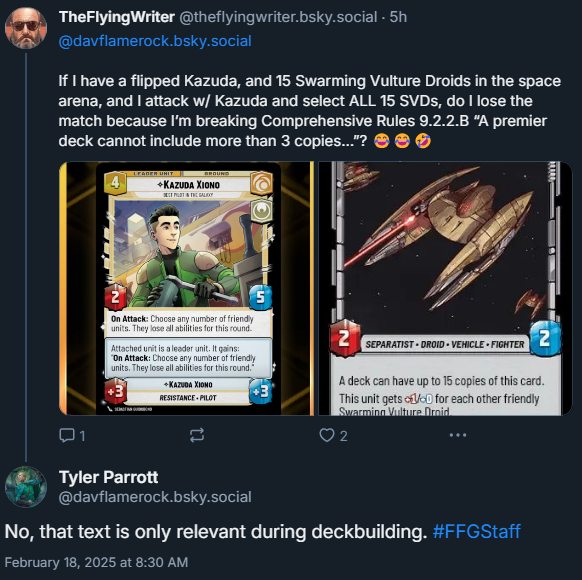 TheFlyingWriter @theflyingwriter.bsky.social · 5h
@davflamerock.bsky.social
If I have a flipped Kazuda, and 15 Swarming Vulture Droids in the space
arena, and I attack w/ Kazuda and select ALL 15 SVDs, do I lose the
match because I'm breaking Comprehensive Rules 9.2.2.B "A premier
deck cannot include more than 3 copies..."? 😂 😂 🤣
LEADER UNIT GROUND
4
✧KAZUDA XIONO
BEST PILOT IN THE GALAXY
2
5
On Attack: Choose any number of friendly
units. They lose all abilities for this round.
Attached unit is a leader unit. It gains:
"On Attack: Choose any number of friendly
units. They lose all abilities for this round."
+3
✧KAZUDA XIONO
RESISTANCE • PILOT
+3
SEBASTIAN GUIDOBONO
2
SEPARATIST • DROID • VEHICLE • FIGHTER
2
A deck can have up to 15 copies of this card.
This unit gets +1/+0 for each other friendly
Swarming Vulture Droid.
1
2
Tyler Parrott
@davflamerock.bsky.social
No, that text is only relevant during deckbuilding. #FFGStaff
February 18, 2025 at 8:30 AM